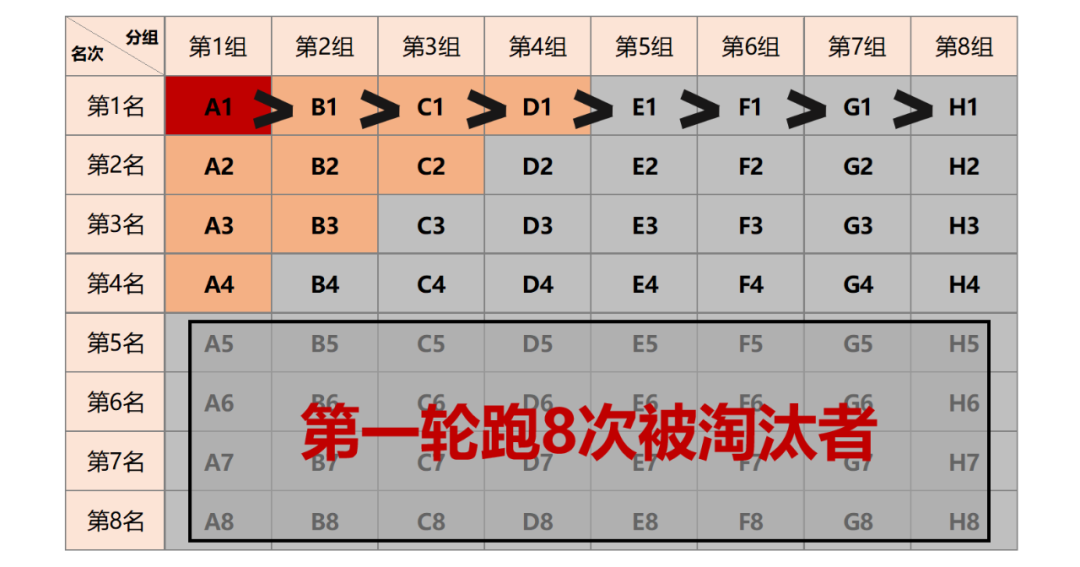 分组
名次
第1组 第2组 第3组 第4组 第5组 第6组 第7组 第8组
第1名 A1 > B1 > C1 > D1 > E1 > F1 > G1 > H1
第2名 A2 B2 C2 D2 E2 F2 G2 H2
第3名 A3 B3 C3 D3 E3 F3 G3 H3
第4名 A4 B4 C4 D4 E4 F4 G4 H4
第5名 A5 B5 C5 D5 E5 F5 G5 H5
第6名 A6 B6 C6 D6 E6 F6 G6 H6
第一轮跑8次被淘汰者
第7名 A7 B7 C7 D7 E7 F7 G7 H7
第8名 A8 B8 C8 D8 E8 F8 G8 H8